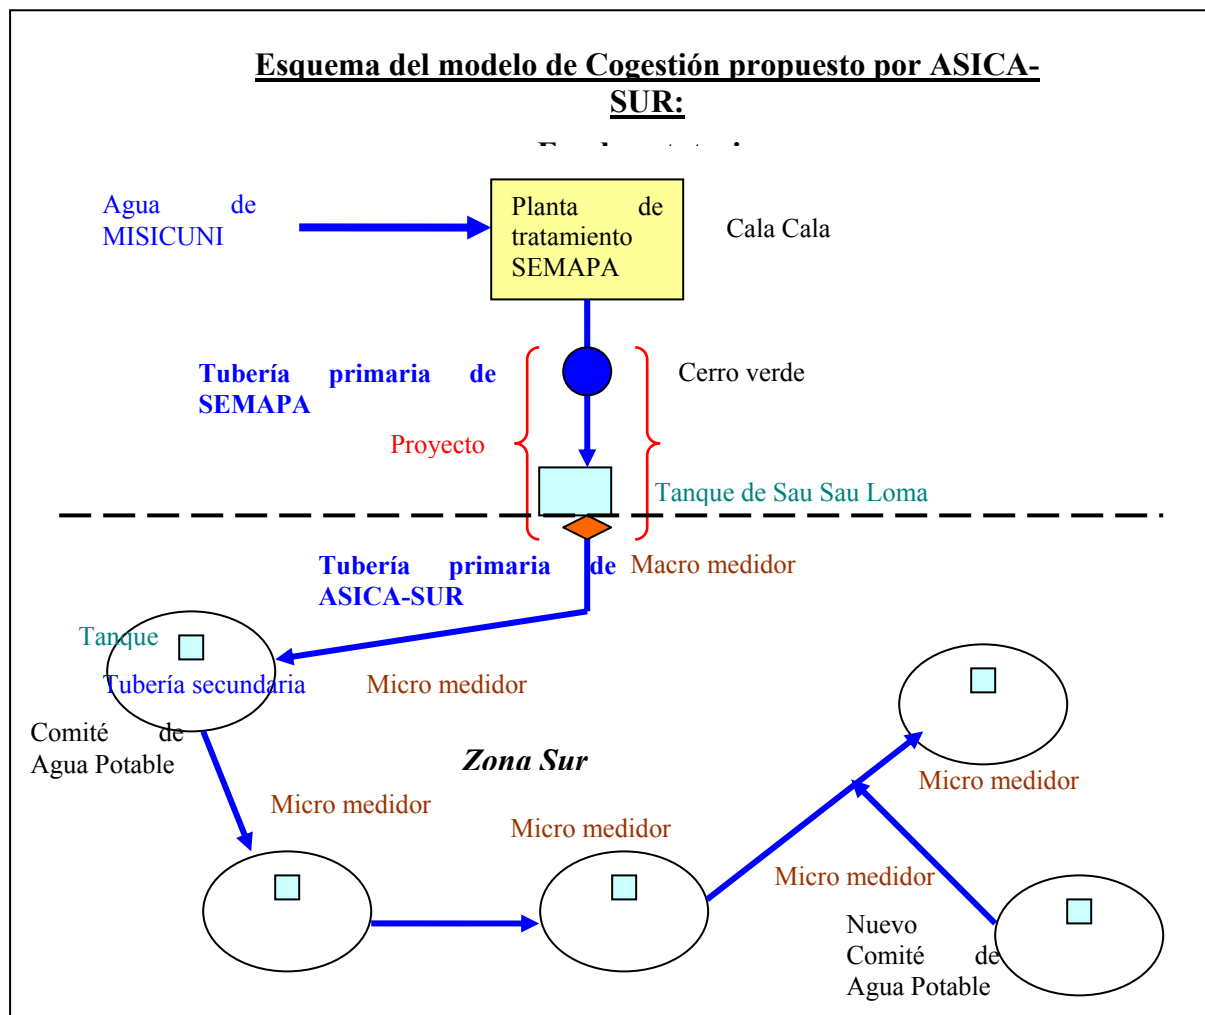 Esquema del modelo de Cogestión propuesto por ASICA-
SUR:
Agua de
MISICUNI
Planta de
tratamiento
SEMAPA
Cala Cala
Tubería primaria de
SEMAPA
Cerro verde
Proyecto
Tanque de Sau Sau Loma
Tubería primaria de
ASICA-SUR
Macro medidor
Tanque
Tubería secundaria
Micro medidor
Comité de
Agua Potable
Zona Sur
Micro medidor
Micro medidor
Micro medidor
Micro medidor
Nuevo
Comité de
Agua Potable